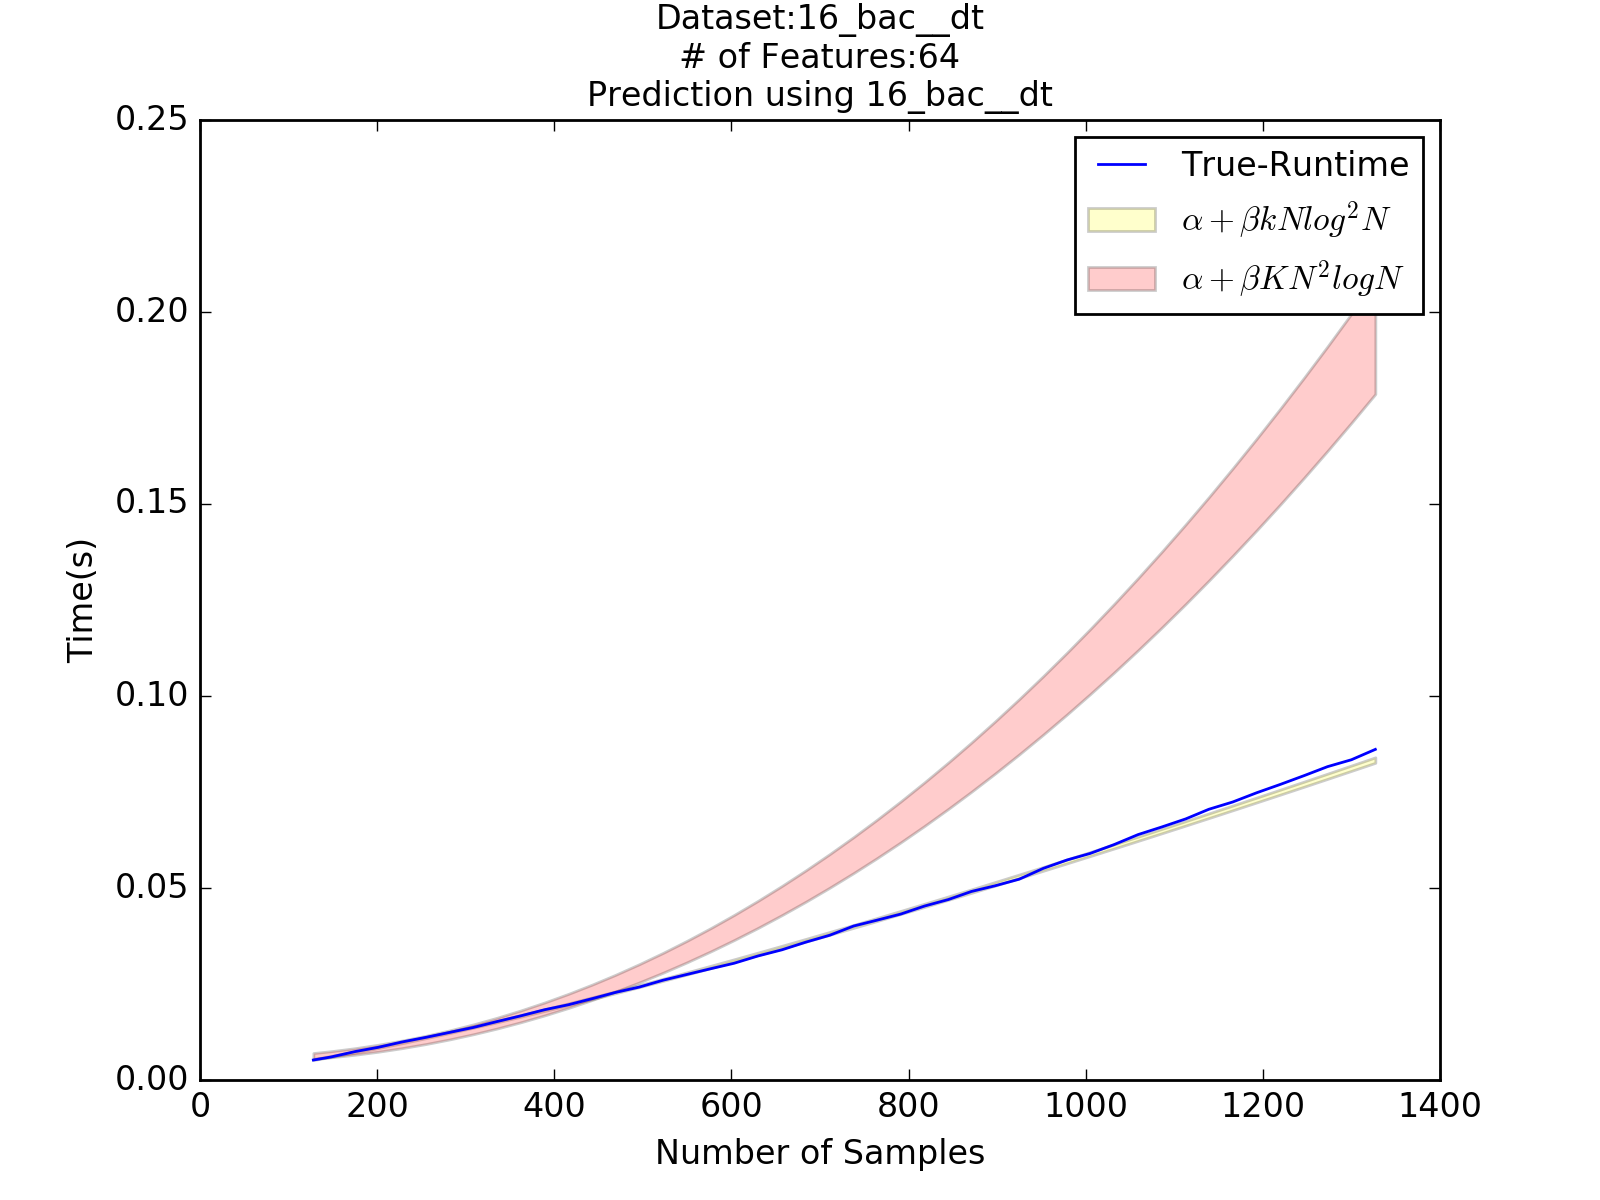 Dataset:16_bac__dt
# of Features:64
Prediction using 16_bac__dt
0.25
0.20
0.15
0.10
0.05
0.00
Time(s)
True-Runtime
α + βkNlog²N
α + βKN²logN
0 200 400 600 800 1000 1200 1400
Number of Samples